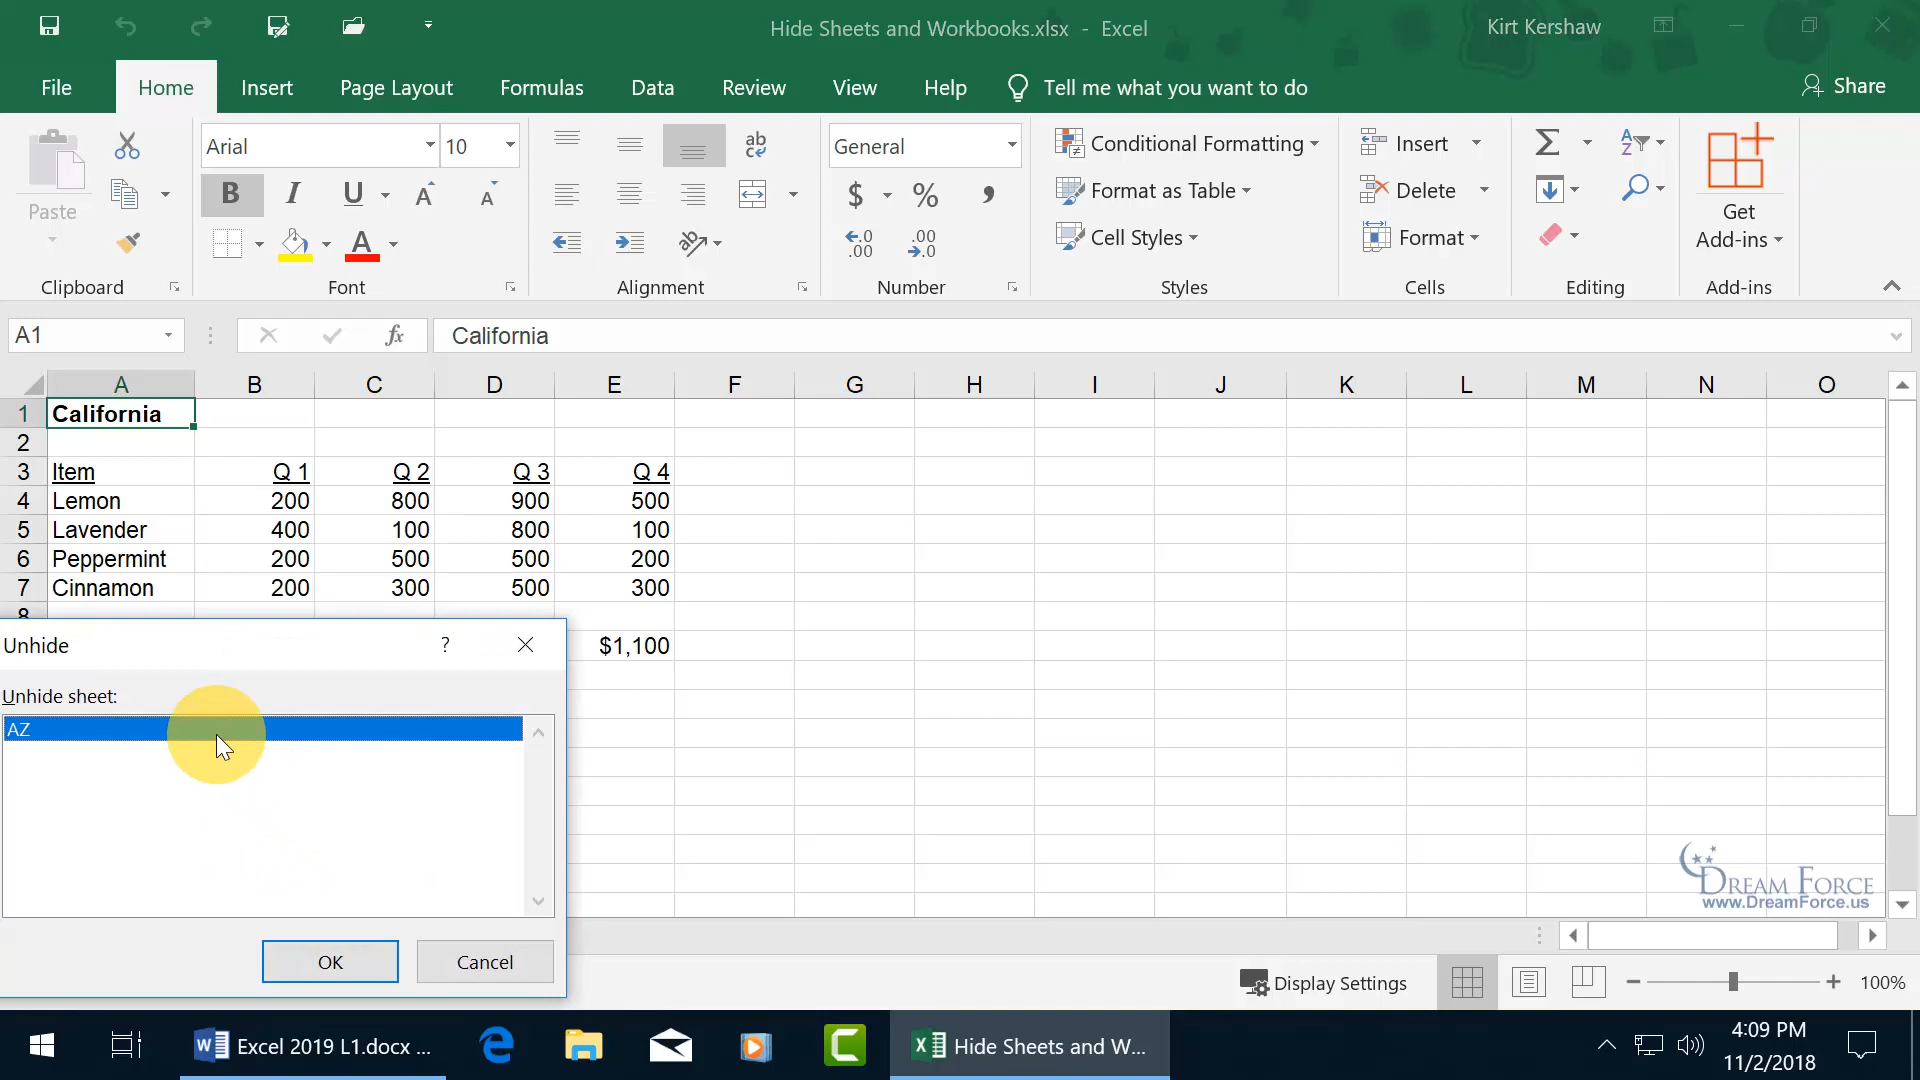 Hide Sheets and Workbooks.xlsx - Excel
Kirt Kershaw
File Home Insert Page Layout Formulas Data Review View Help Tell me what you want to do Share
Paste
Clipboard
Arial 10
B I U A A
A
Font
ab
c
Alignment
General
$ % ,
.0 .00
.00 .0
Number
Conditional Formatting
Format as Table
Cell Styles
Styles
Insert
Delete
Format
Cells
Σ
A
Z
Editing
Get
Add-ins
Add-ins
A1 fx California
A B C D E F G H I J K L M N O
1 California
2
3 Item Q 1 Q 2 Q 3 Q 4
4 Lemon 200 800 900 500
5 Lavender 400 100 800 100
6 Peppermint 200 500 500 200
7 Cinnamon 200 300 500 300
8
$1,100
Unhide ?
Unhide sheet:
AZ
OK Cancel
DREAM FORCE
www.DreamForce.us
Display Settings 100%
W Excel 2019 L1.docx ...
X Hide Sheets and W...
4:09 PM
11/2/2018